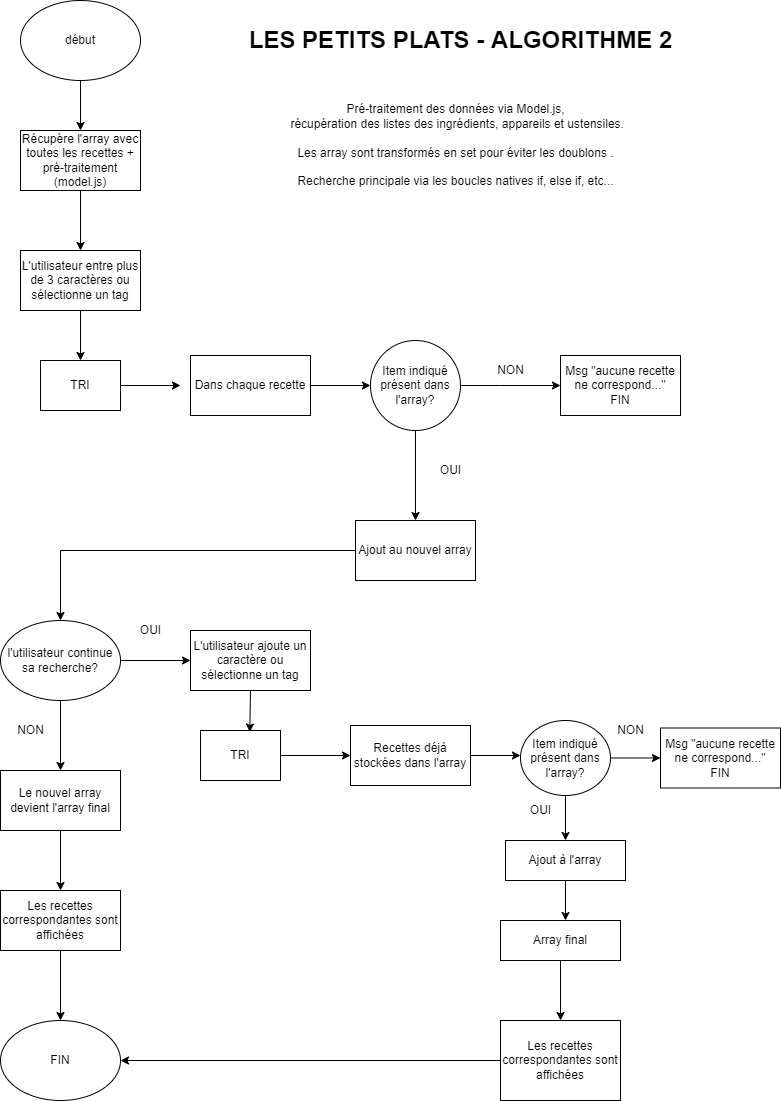 début
LES PETITS PLATS - ALGORITHME 2
Pré-traitement des données via Model.js,
récupération des listes des ingrédients, appareils et ustensiles.
Les array sont transformés en set pour éviter les doublons .
Recherche principale via les boucles natives if, else if, etc...
Récupère l'array avec
toutes les recettes +
pré-traitement
(model.js)
L'utilisateur entre plus
de 3 caractères ou
sélectionne un tag
TRI
Dans chaque recette
Item indiqué
présent dans
l'array?
NON
Msg "aucune recette
ne correspond..."
FIN
OUI
Ajout au nouvel array
l'utilisateur continue
sa recherche?
OUI
L'utilisateur ajoute un
caractère ou
sélectionne un tag
NON
TRI
Recettes déjà
stockées dans l'array
Item indiqué
présent dans
l'array?
NON
Msg "aucune recette
ne correspond..."
FIN
OUI
Le nouvel array
devient l'array final
Ajout à l'array
Les recettes
correspondantes sont
affichées
Array final
FIN
Les recettes
correspondantes sont
affichées